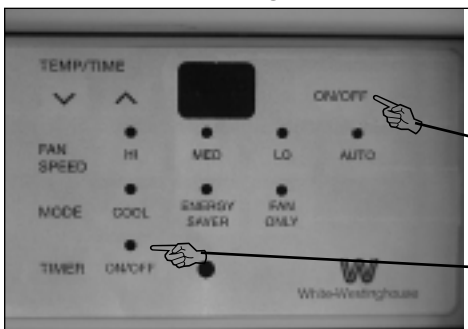 TEMP/TIME
ON/OFF
FAN SPEED
HI
MED
LO
AUTO
MODE
COOL
ENERGY SAVER
FAN ONLY
TIMER
ON/OFF
White-Westinghouse